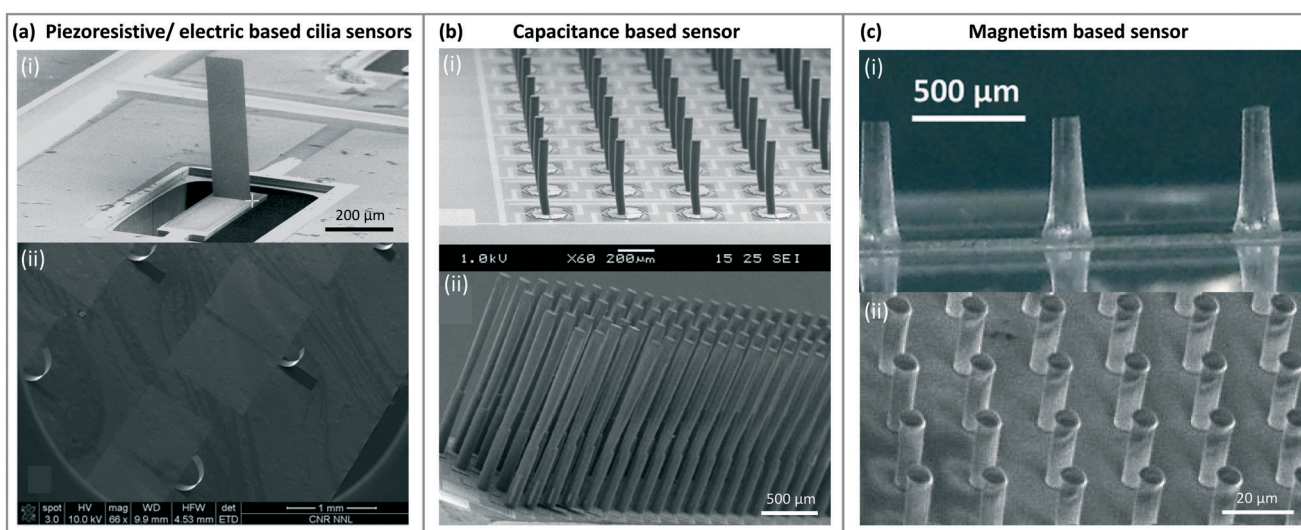 (a) Piezoresistive/ electric based cilia sensors
(i)
200 µm
(ii)
spot HV mag WD HFW det
3.0 10.0 kV 66 x 9.9 mm 4.53 mm ETD
1 mm
CNR NNL
(b) Capacitance based sensor
(i)
1.0kV X60 200µm 15 25 SEI
(ii)
500 µm
(c) Magnetism based sensor
(i)
500 µm
(ii)
20 µm